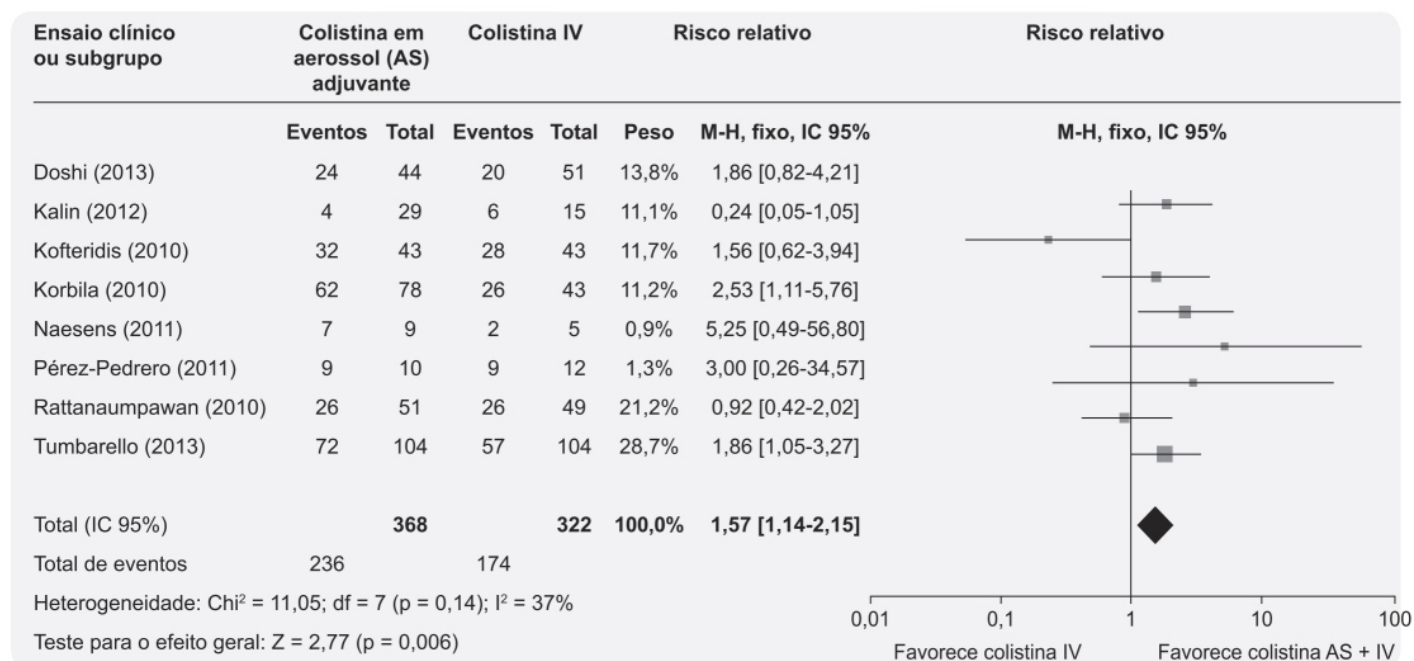 Ensaio clínico ou subgrupo Colistina em aerossol (AS) adjuvante Colistina IV Risco relativo Risco relativo
Eventos Total Eventos Total Peso M-H, fixo, IC 95% M-H, fixo, IC 95%
Doshi (2013) 24 44 20 51 13,8% 1,86 [0,82-4,21]
Kalin (2012) 4 29 6 15 11,1% 0,24 [0,05-1,05]
Kofteridis (2010) 32 43 28 43 11,7% 1,56 [0,62-3,94]
Korbila (2010) 62 78 26 43 11,2% 2,53 [1,11-5,76]
Naesens (2011) 7 9 2 5 0,9% 5,25 [0,49-56,80]
Pérez-Pedrero (2011) 9 10 9 12 1,3% 3,00 [0,26-34,57]
Rattanaumpawan (2010) 26 51 26 49 21,2% 0,92 [0,42-2,02]
Tumbarello (2013) 72 104 57 104 28,7% 1,86 [1,05-3,27]
Total (IC 95%) 368 322 100,0% 1,57 [1,14-2,15]
Total de eventos 236 174
Heterogeneidade: Chi² = 11,05; df = 7 (p = 0,14); I² = 37%
Teste para o efeito geral: Z = 2,77 (p = 0,006)
0,01 0,1 1 10 100
Favorece colistina IV Favorece colistina AS + IV